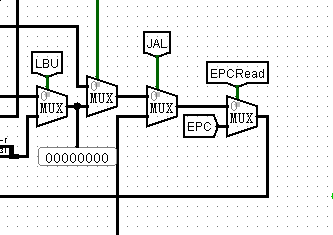 JAL
LBU
EPCRead
MUX
MUX
MUX
EPC
MUX
00000000